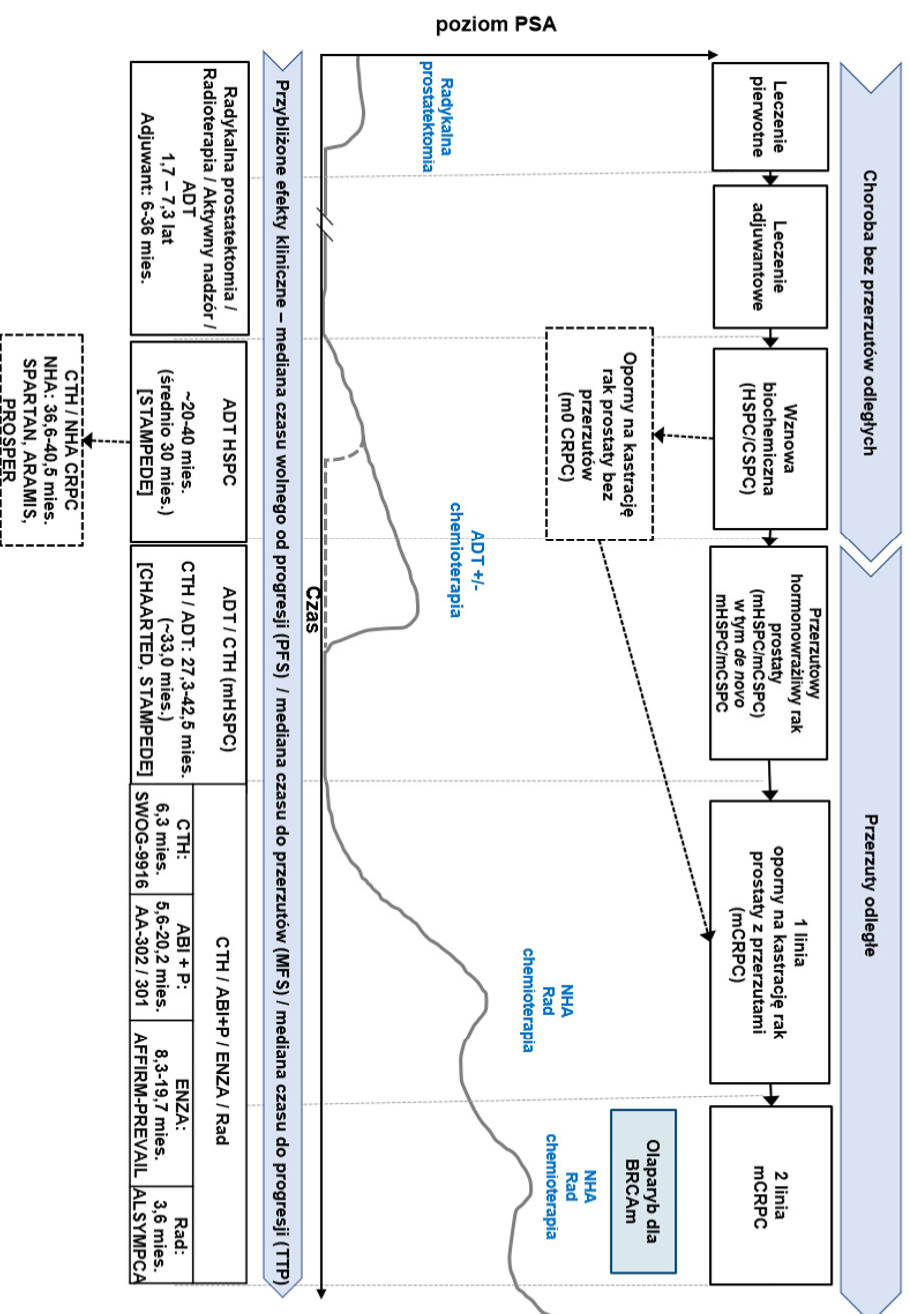 Choroba bez przerzutów odległych
Przerzuty odległe
Leczenie
pierwotne
Leczenie
adjuwantowe
Wznowa
biochemiczna
(HSPC/CSPC)
Przerzutowy
hormonowrażliwy rak
prostaty
(mHSPC/mCSPC)
w tym de novo
mHSPC/mCSPC
1 linia
oporny na kastrację rak
prostaty z przerzutami
(mCRPC)
2 linia
mCRPC
Oporny na kastrację
rak prostaty bez
przerzutów
(m0 CRPC)
Olaparyb dla
BRCAm
poziom PSA
Radykalna
prostatektomia
ADT +/-
chemioterapia
NHA
Rad
chemioterapia
NHA
Rad
chemioterapia
Czas
Przybliżone efekty kliniczne – mediana czasu wolnego od progresji (PFS) / mediana czasu do przerzutów (MFS) / mediana czasu do progresji (TTP)
Radykalna prostatektomia /
Radioterapia / Aktywny nadzór /
ADT
1,7 – 7,3 lat
Adjuwant: 6-36 mies.
ADT HSPC
~20-40 mies.
(średnio 30 mies.)
[STAMPEDE]
ADT / CTH (mHSPC)
CTH / ADT: 27,3-42,5 mies.
(~33,0 mies.)
[CHAARTED, STAMPEDE]
CTH / ABI+P / ENZA / Rad
CTH:
6,3 mies.
SWOG-9916
ABI + P:
5,6-20,2 mies.
AA-302 / 301
ENZA:
8,3-19,7 mies.
AFFIRM-PREVAIL
Rad:
3,6 mies.
ALSYMPCA
CTH / NHA CRPC
NHA: 36,6-40,5 mies.
SPARTAN, ARAMIS,
PROSPER